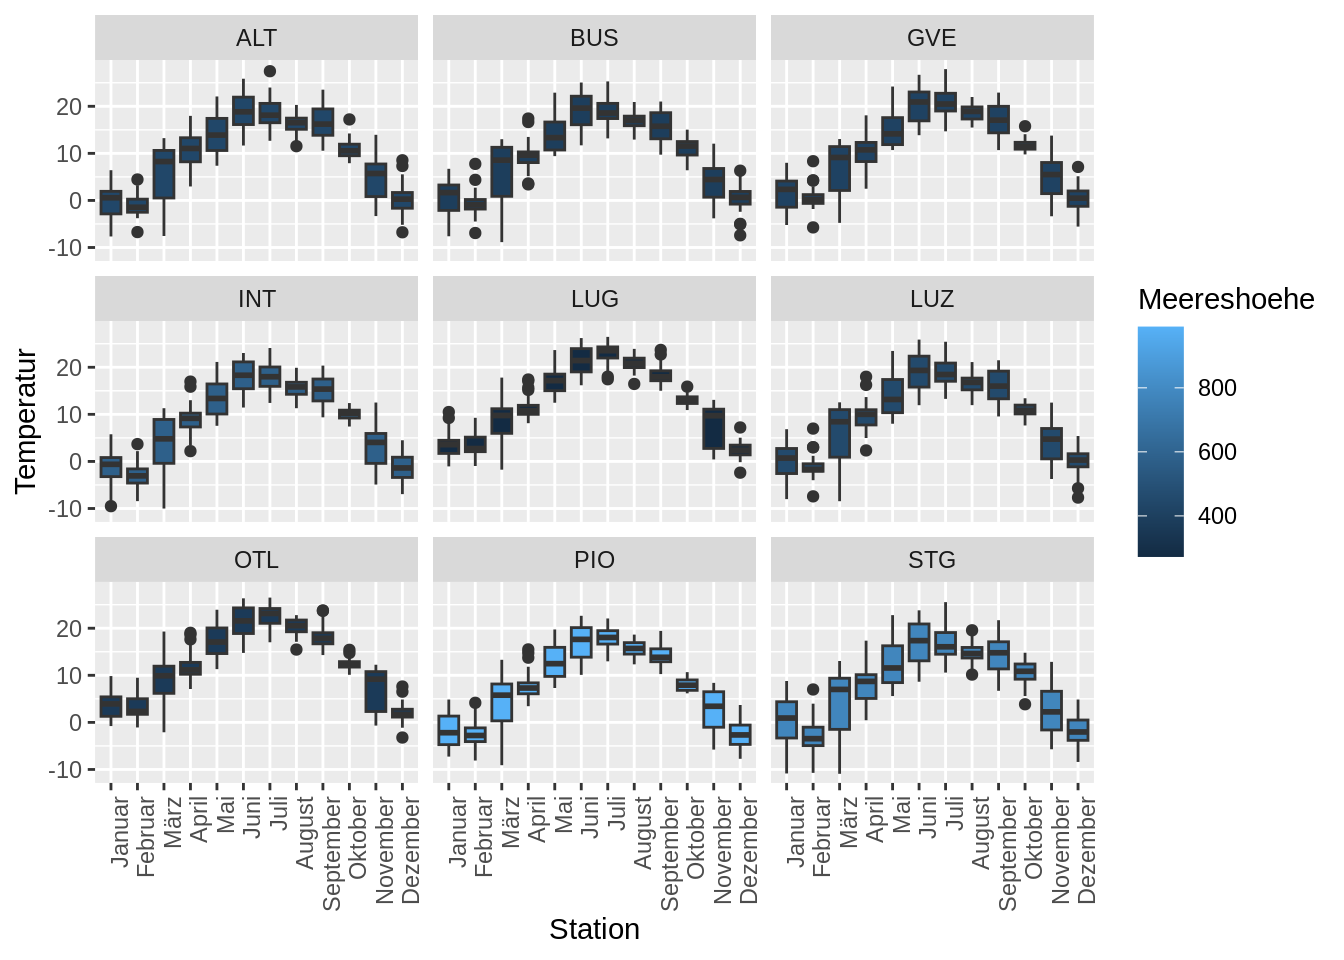 ALT BUS GVE
20
10
0
-10
INT LUG LUZ
20
10
0
-10
OTL PIO STG
20
10
0
-10
Temperatur
Januar Februar März April Mai Juni Juli August September Oktober November Dezember
Januar Februar März April Mai Juni Juli August September Oktober November Dezember
Januar Februar März April Mai Juni Juli August September Oktober November Dezember
Station
Meereshoehe
800
600
400